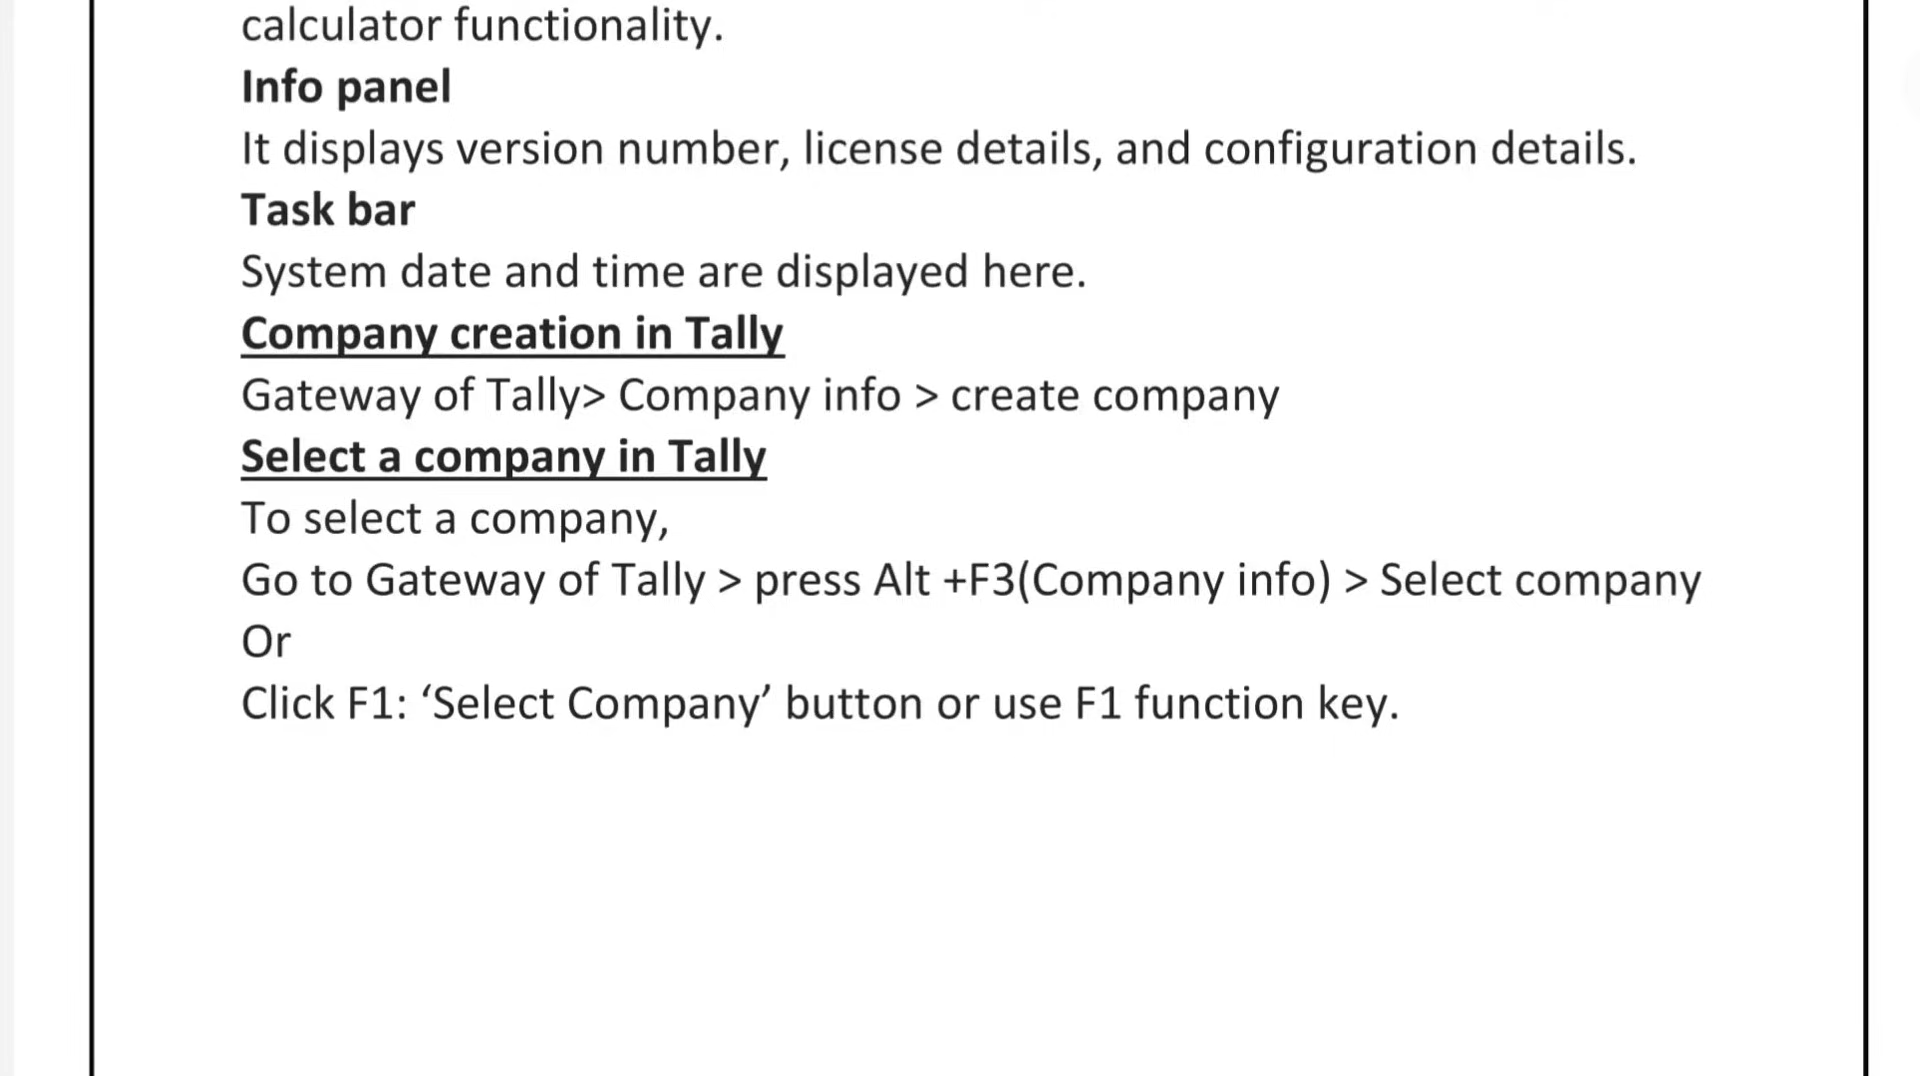 calculator functionality.
Info panel
It displays version number, license details, and configuration details.
Task bar
System date and time are displayed here.
Company creation in Tally
Gateway of Tally> Company info > create company
Select a company in Tally
To select a company,
Go to Gateway of Tally > press Alt +F3(Company info) > Select company
Or
Click F1: ‘Select Company’ button or use F1 function key.